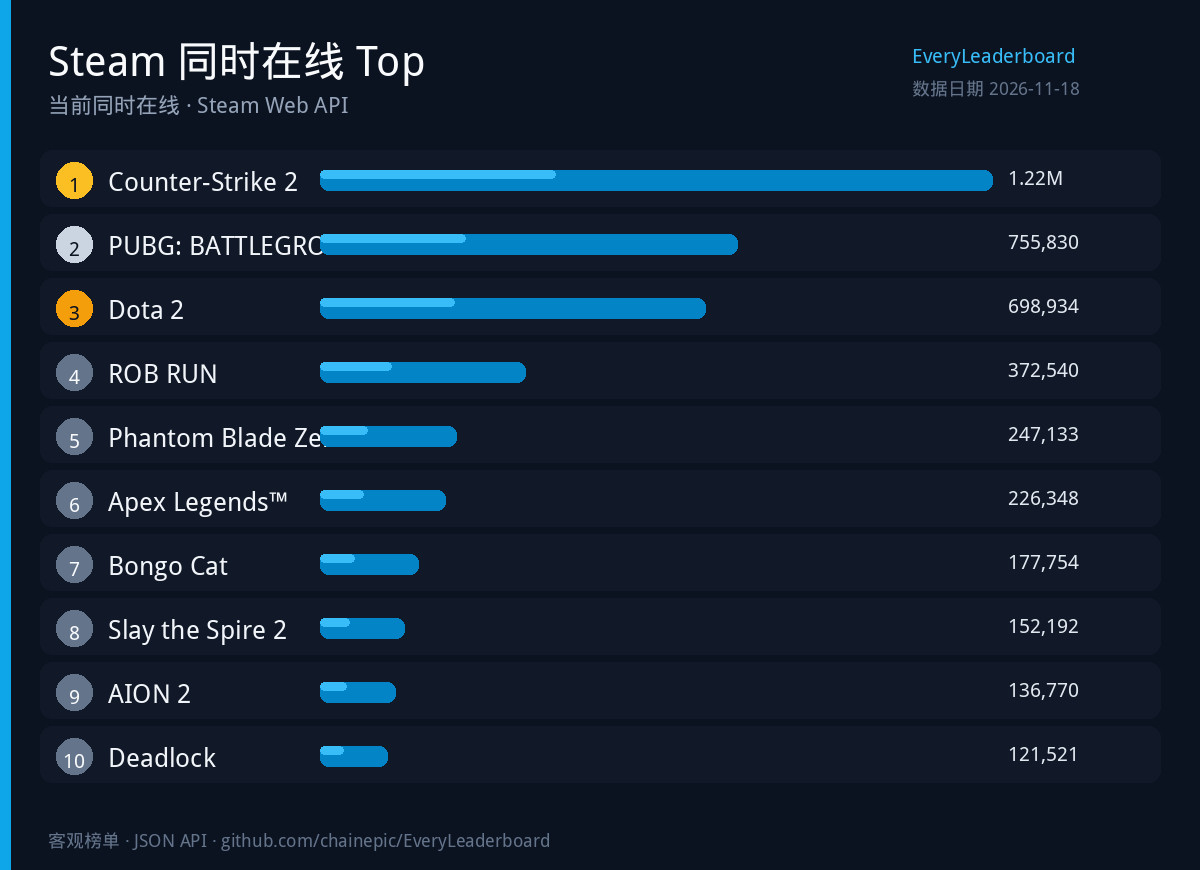 Steam 同时在线 Top
EveryLeaderboard
当前同时在线 · Steam Web API
数据日期 2026-11-18
1 Counter-Strike 2 1.22M
2 PUBG: BATTLEGRO 755,830
3 Dota 2 698,934
4 ROB RUN 372,540
5 Phantom Blade Ze 247,133
6 Apex Legends™ 226,348
7 Bongo Cat 177,754
8 Slay the Spire 2 152,192
9 AION 2 136,770
10 Deadlock 121,521
客观榜单 · JSON API · github.com/chainepic/EveryLeaderboard